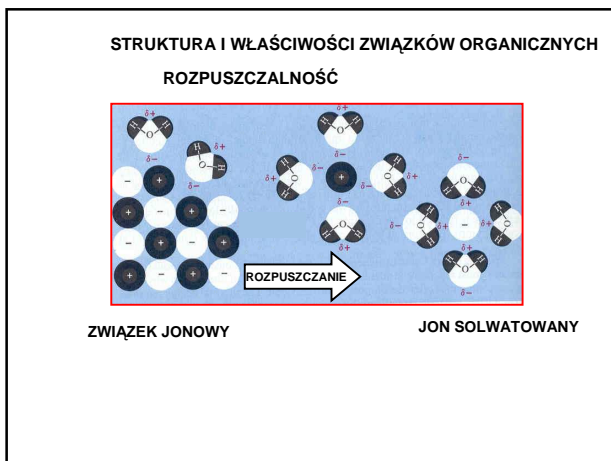 STRUKTURA I WŁAŚCIWOŚCI ZWIĄZKÓW ORGANICZNYCH
ROZPUSZCZALNOŚĆ
δ+
H H
O
δ−
δ+
H
O H
δ−
− +
+ − + −
− + − +
+ − + −
δ+
H H
O
δ−
δ+ H O H δ− + δ− H O H δ+
δ−
O
H H
δ+
δ−
O
H H
δ+
δ− O H H δ+ − δ+ H H O δ−
δ+
H H
O
δ−
ROZPUSZCZANIE
ZWIĄZEK JONOWY
JON SOLWATOWANY